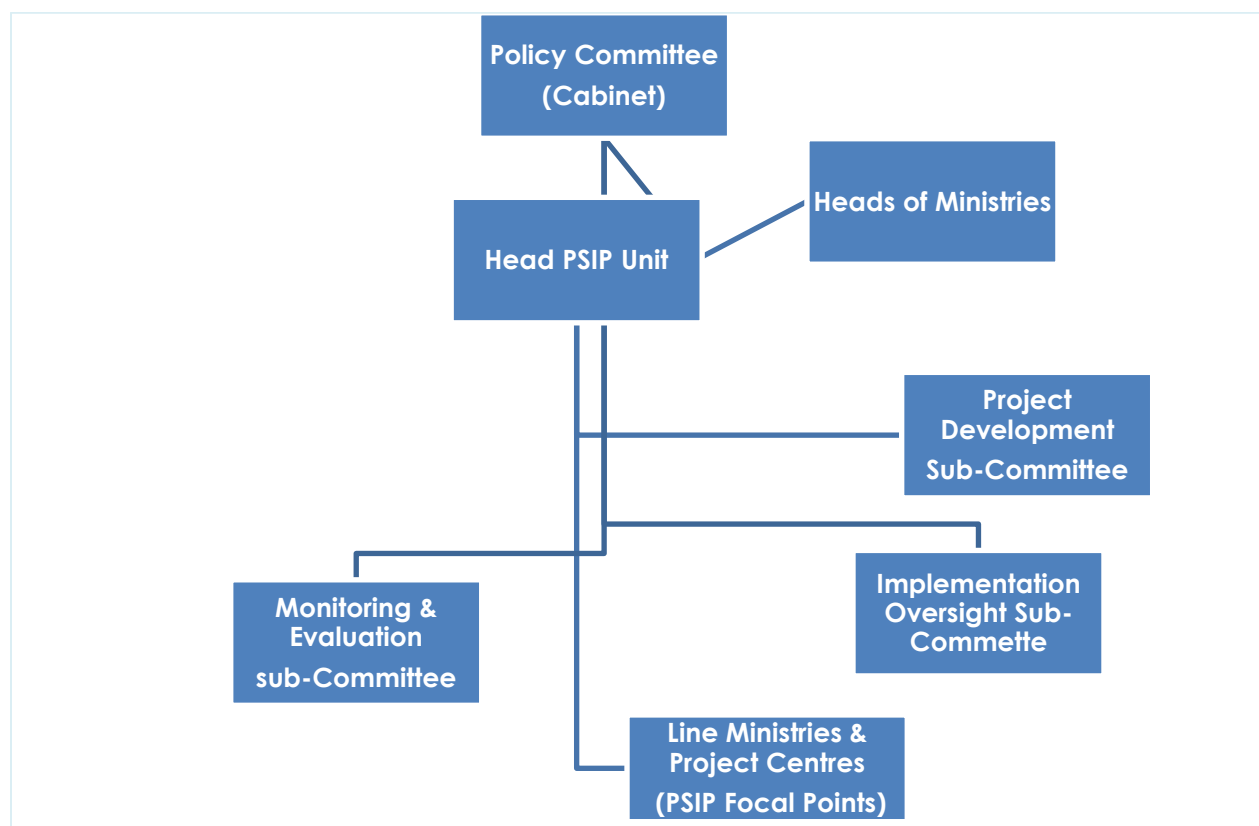 Policy Committee
(Cabinet)
Heads of Ministries
Head PSIP Unit
Project
Development
Sub-Committee
Implementation
Oversight Sub-
Commette
Monitoring &
Evaluation
sub-Committee
Line Ministries &
Project Centres
(PSIP Focal Points)